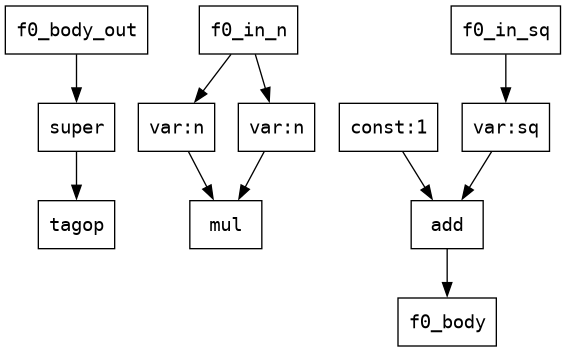 f0_body_out
f0_in_n
f0_in_sq
super
var:n
var:n
const:1
var:sq
tagop
mul
add
f0_body